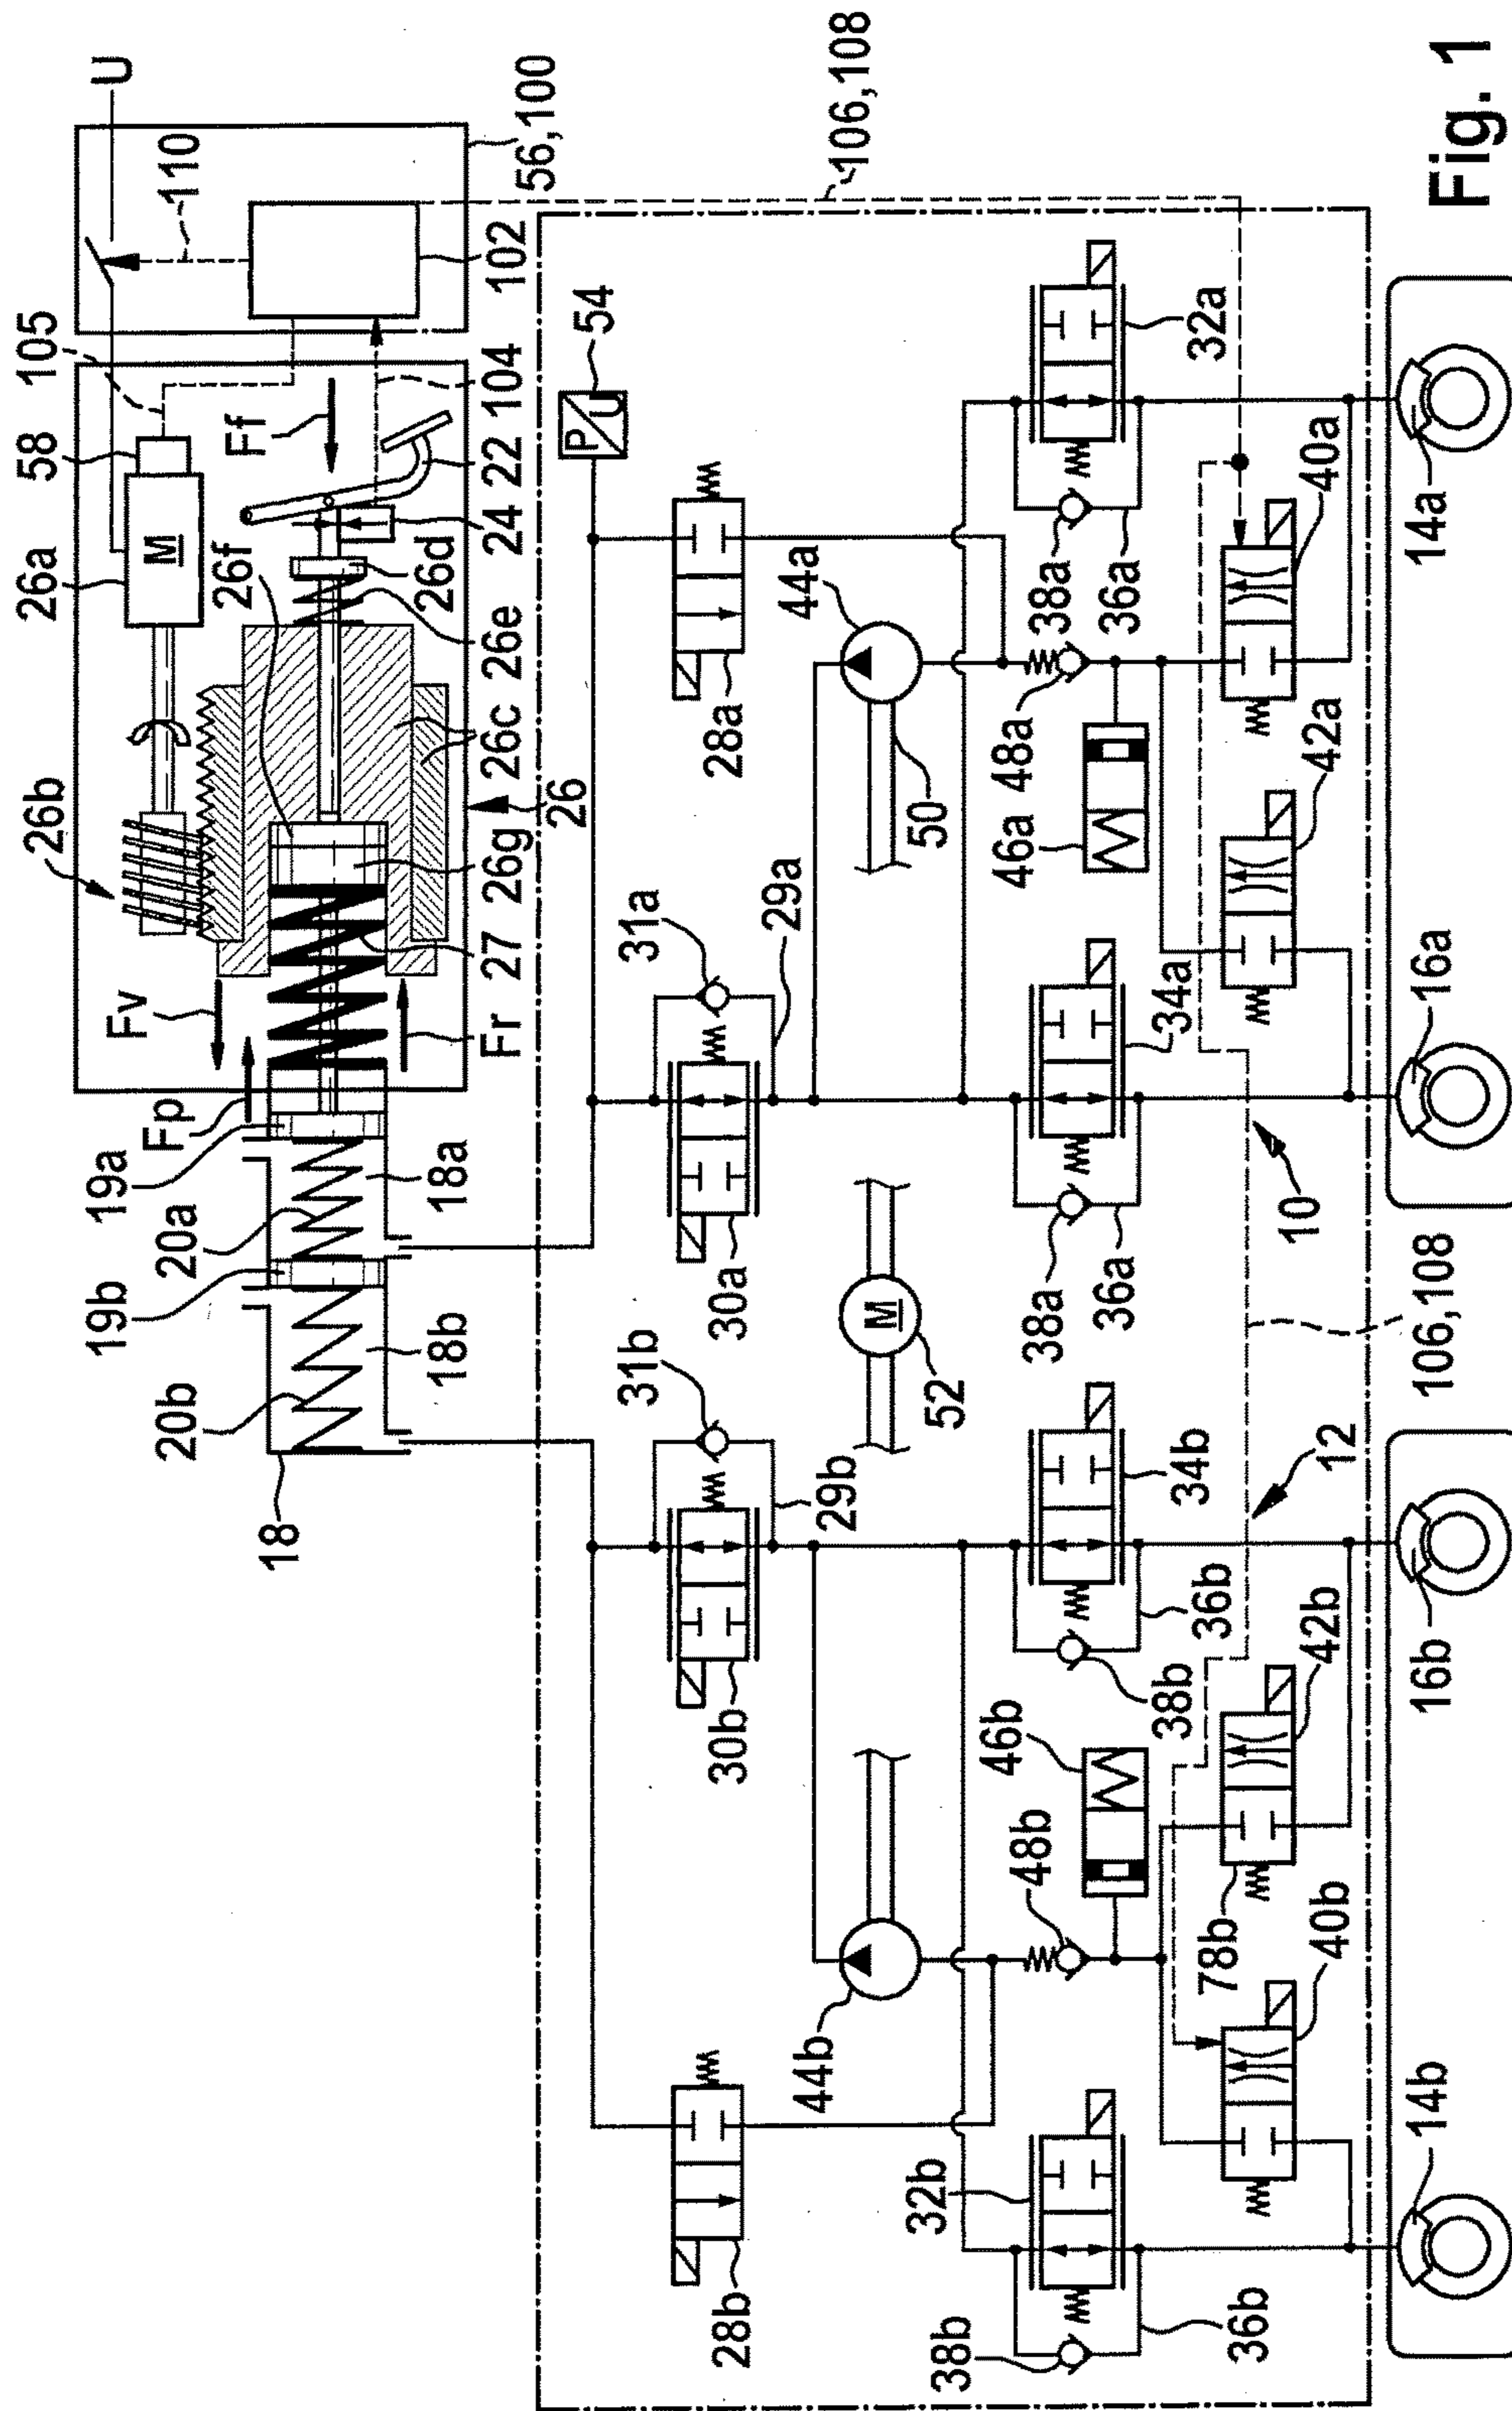 U
110
56,100
102
105
58
26a
Ff
104
22
24
26f
26d
26e
26b
26c
26
26g
27
Fv
Fr
Fp
19a
18a
20a
19b
18b
20b
18
M
P
U
54
106,108
32a
28a
44a
38a
36a
40a
48a
50
46a
42a
31a
29a
30a
34a
38a
36a
10
14a
16a
M
52
106,108
12
31b
29b
30b
34b
36b
38b
42b
16b
46b
48b
78b
40b
44b
28b
32b
38b
36b
14b
Fig. 1